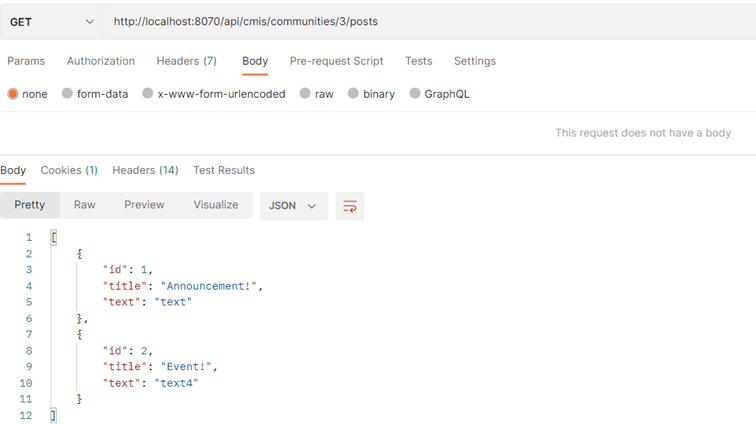 GET http://localhost:8070/api/cmis/communities/3/posts
Params Authorization Headers (7) Body Pre-request Script Tests Settings
none form-data x-www-form-urlencoded raw binary GraphQL
This request does not have a body
Body Cookies (1) Headers (14) Test Results
Pretty Raw Preview Visualize JSON
1 [
2 {
3 "id": 1,
4 "title": "Announcement!",
5 "text": "text"
6 },
7 {
8 "id": 2,
9 "title": "Event!",
10 "text": "text4"
11 }
12 ]